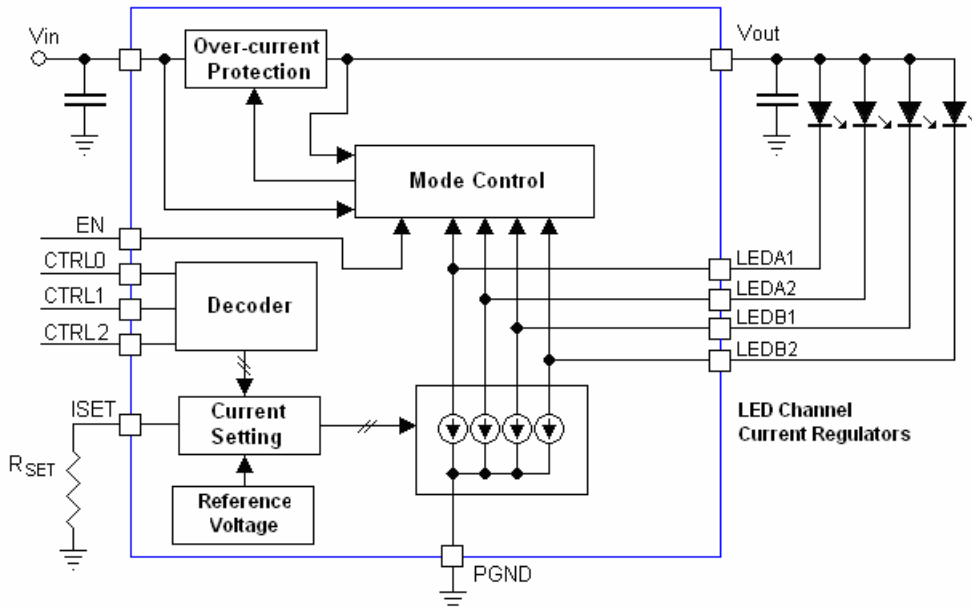 Vin
Over-current
Protection
Vout
Mode Control
EN
CTRL0
CTRL1
CTRL2
Decoder
LEDA1
LEDA2
LEDB1
LEDB2
ISET
Current
Setting
LED Channel
Current Regulators
RSET
Reference
Voltage
PGND